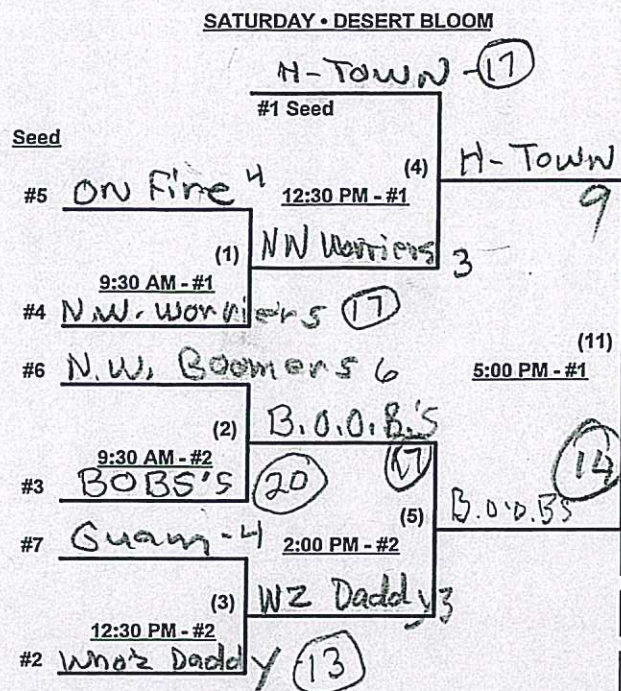 SATURDAY • DESERT BLOOM
H-TOWN - 17
#1 Seed
Seed
(4) H-TOWN
#5 ON Fire 4
12:30 PM - #1
9
(1) NW Worriers 3
9:30 AM - #1
#4 N.W. Worriers 17
(11)
#6 N.W. Boomers 6
5:00 PM - #1
(2) B.O.O.B.'S
9:30 AM - #2
17
14
#3 BOBS'S 20
(5) B.O.O.BS
#7 Guam - 4
2:00 PM - #2
(3) WZ Daddy 3
12:30 PM - #2
#2 Who'z Daddy 13